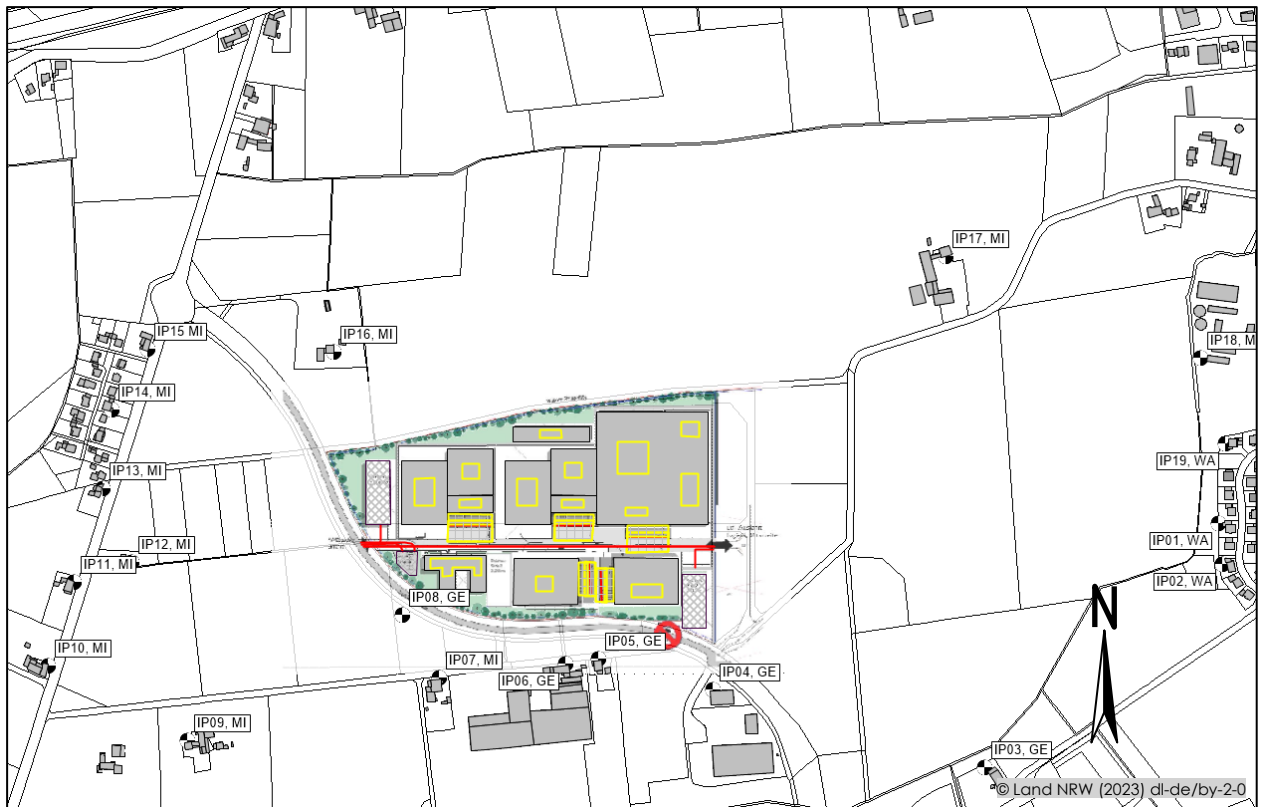 IP17, MI
IP15 MI
IP16, MI
IP18, M
IP14, MI
IP19, WA
IP13, MI
IP12, MI
IP01, WA
IP11, MI
IP02, WA
IP08, GE
N
IP05, GE
IP10, MI
IP07, MI
IP04, GE
IP06, GE
IP09, MI
IP03, GE
© Land NRW (2023) dl-de/by-2-0